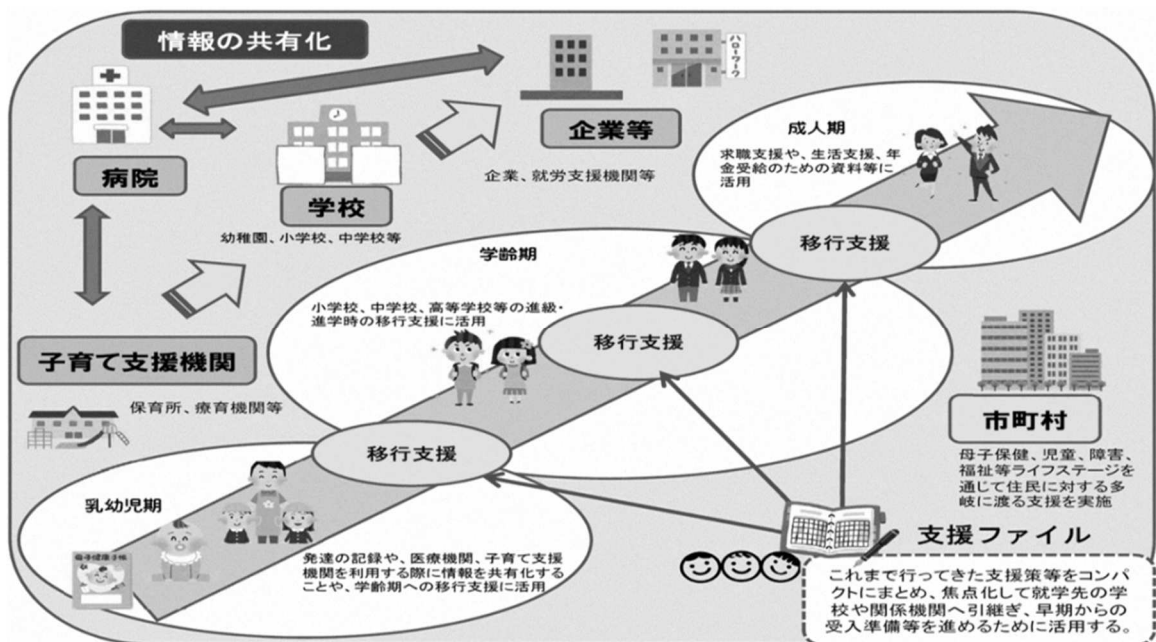 情報の共有化
ハローワーク
病院
企業等
企業、就労支援機関等
学校
幼稚園、小学校、中学校等
成人期
求職支援や、生活支援、年
金受給のための資料等に
活用
移行支援
学齢期
小学校、中学校、高等学校等の進級・
進学時の移行支援に活用
移行支援
子育て支援機関
保育所、療育機関等
市町村
母子保健、児童、障害、
福祉等ライフステージを
通じて住民に対する多
岐に渡る支援を実施
移行支援
乳幼児期
母子健康手帳
発達の記録や、医療機関、子育て支援
機関を利用する際に情報を共有化する
ことや、学齢期への移行支援に活用
支援ファイル
これまで行ってきた支援策等をコンパ
クトにまとめ、焦点化して就学先の学
校や関係機関へ引継ぎ、早期からの
受入準備等を進めるために活用する。